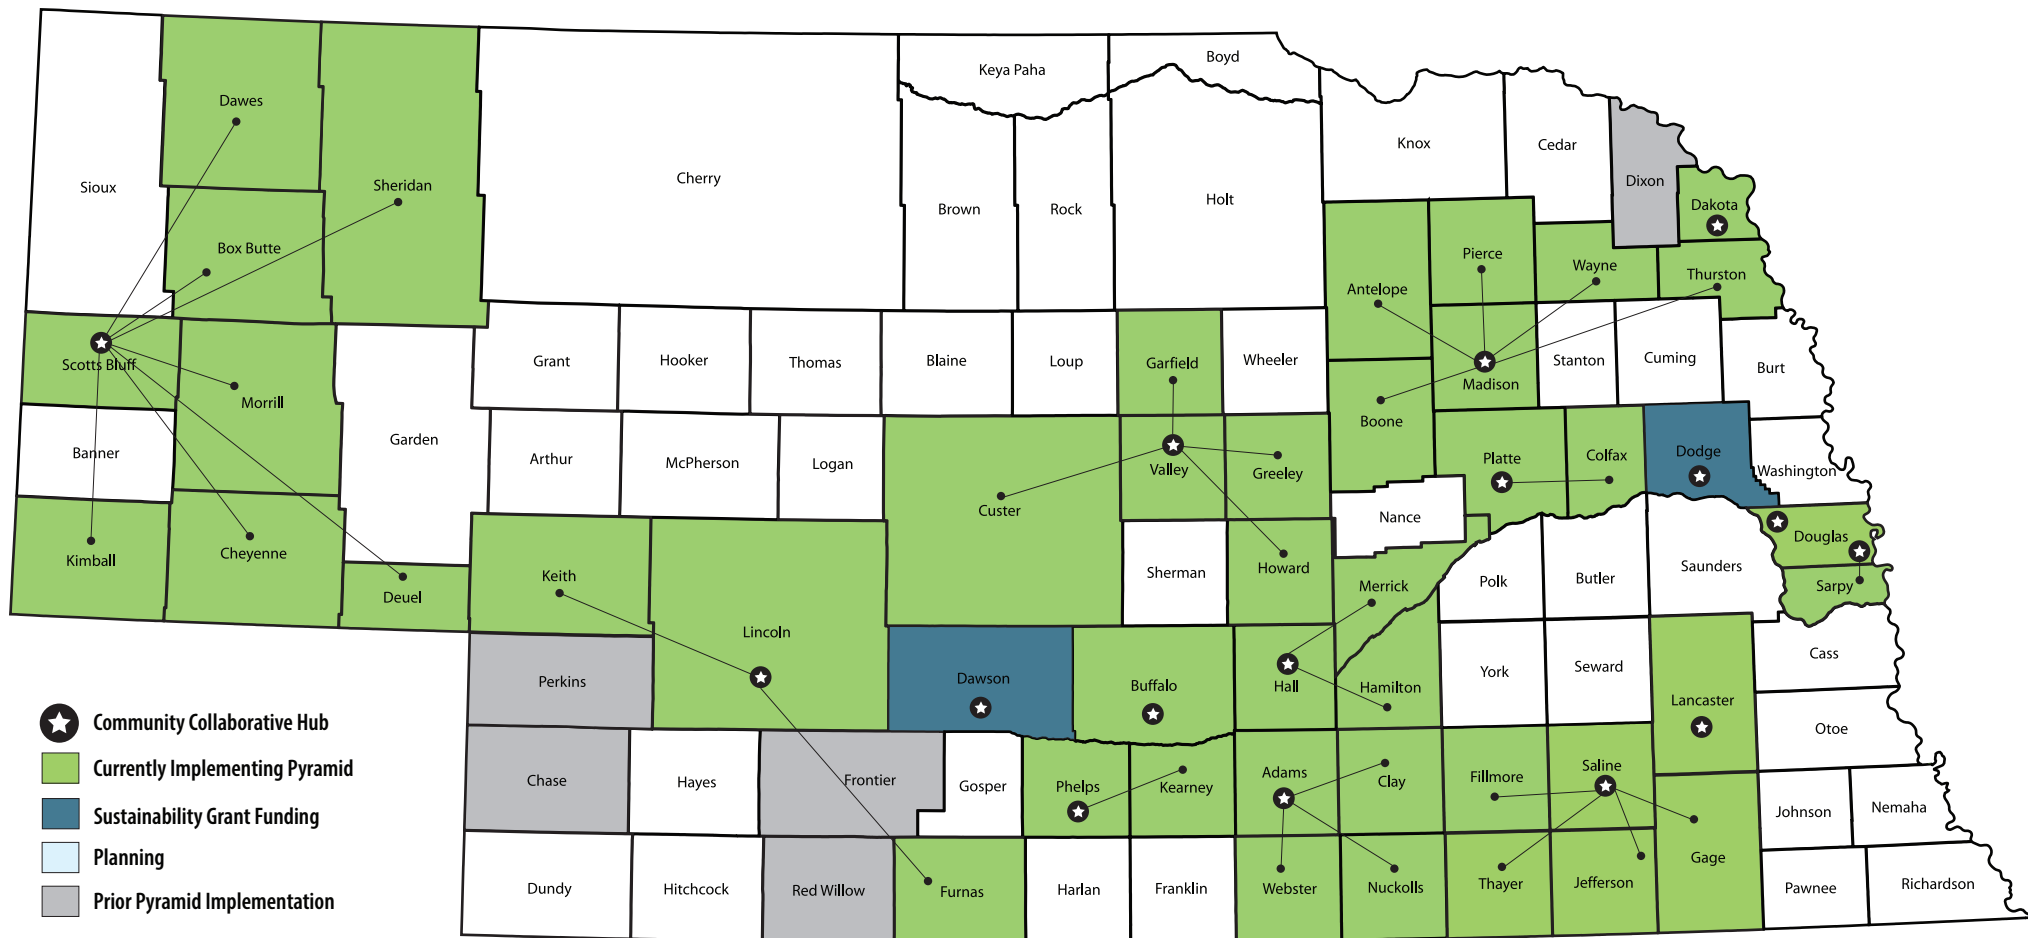 Keya Paha
Boyd
Dawes
Knox
Cedar
Sioux
Sheridan
Cherry
Dixon
Holt
Brown
Rock
Dakota
Box Butte
Pierce
Wayne
Thurston
Antelope
Scotts Bluff
Grant
Hooker
Thomas
Blaine
Loup
Garfield
Wheeler
Madison
Stanton
Cuming
Burt
Morrill
Garden
Boone
Banner
Arthur
McPherson
Logan
Valley
Greeley
Platte
Colfax
Dodge
Washington
Custer
Nance
Douglas
Kimball
Cheyenne
Deuel
Keith
Sherman
Howard
Merrick
Polk
Butler
Saunders
Sarpy
Lincoln
Perkins
Dawson
Buffalo
Hall
Hamilton
York
Seward
Cass
Lancaster
Otoe
Chase
Hayes
Frontier
Gosper
Phelps
Kearney
Adams
Clay
Fillmore
Saline
Johnson
Nemaha
Dundy
Hitchcock
Red Willow
Furnas
Harlan
Franklin
Webster
Nuckolls
Thayer
Jefferson
Gage
Pawnee
Richardson
Community Collaborative Hub
Currently Implementing Pyramid
Sustainability Grant Funding
Planning
Prior Pyramid Implementation